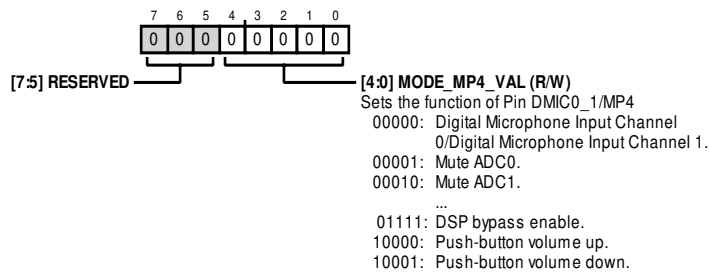 7 6 5 4 3 2 1 0
0 0 0 0 0 0 0 0
[7:5] RESERVED
[4:0] MODE_MP4_VAL (R/W)
Sets the function of Pin DMIC0_1/MP4
00000: Digital Microphone Input Channel
0/Digital Microphone Input Channel 1.
00001: Mute ADC0.
00010: Mute ADC1.
...
01111: DSP bypass enable.
10000: Push-button volume up.
10001: Push-button volume down.